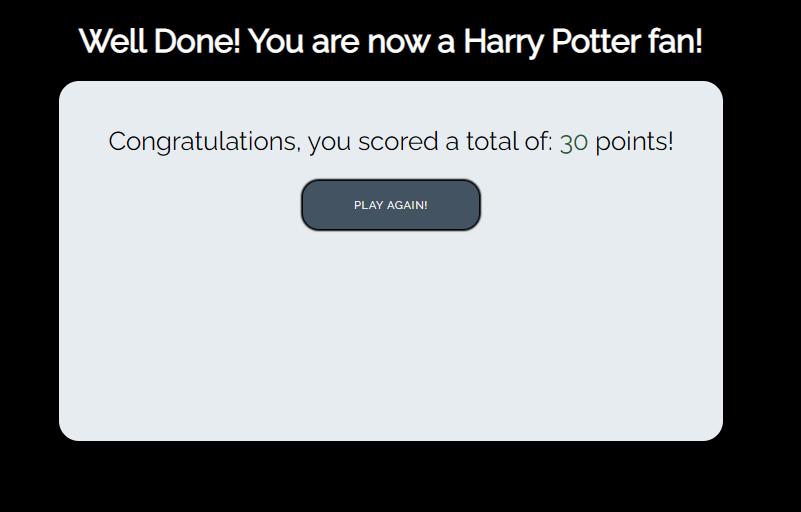 Well Done! You are now a Harry Potter fan!
Congratulations, you scored a total of: 30 points!
PLAY AGAIN!